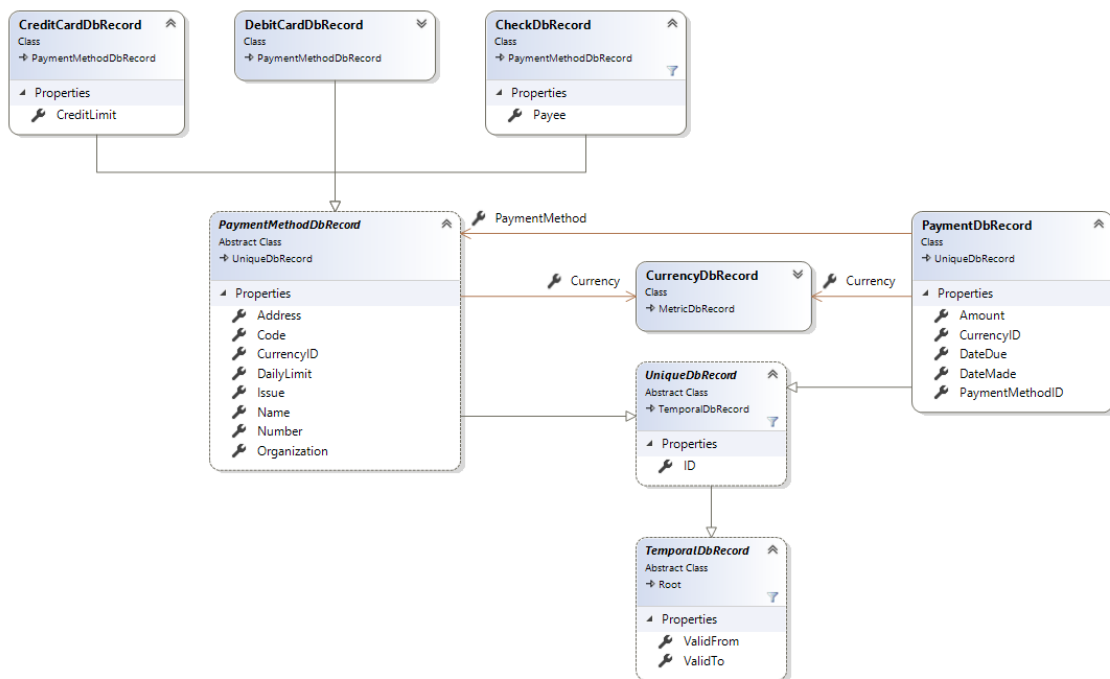 CreditCardDbRecord
Class
PaymentMethodDbRecord
Properties
CreditLimit
DebitCardDbRecord
Class
PaymentMethodDbRecord
CheckDbRecord
Class
PaymentMethodDbRecord
Properties
Payee
PaymentMethodDbRecord
Abstract Class
UniqueDbRecord
Properties
Address
Code
CurrencyID
DailyLimit
Issue
Name
Number
Organization
PaymentMethod
Currency
CurrencyDbRecord
Class
MetricDbRecord
Currency
PaymentDbRecord
Class
UniqueDbRecord
Properties
Amount
CurrencyID
DateDue
DateMade
PaymentMethodID
UniqueDbRecord
Abstract Class
TemporalDbRecord
Properties
ID
TemporalDbRecord
Abstract Class
Root
Properties
ValidFrom
ValidTo